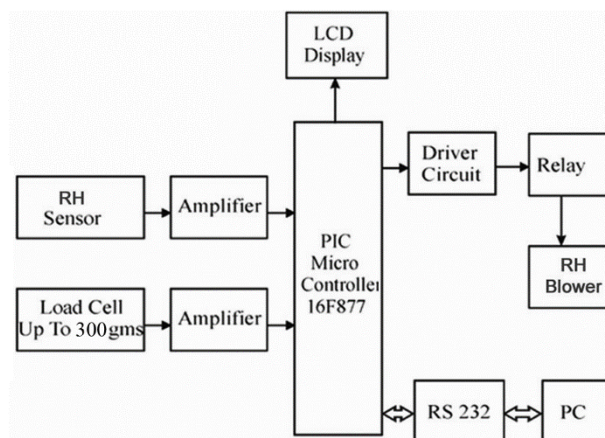 LCD
Display
RH
Sensor
Amplifier
Load Cell
Up To 300gms
Amplifier
PIC
Micro
Controller
16F877
Driver
Circuit
Relay
RH
Blower
RS 232
PC